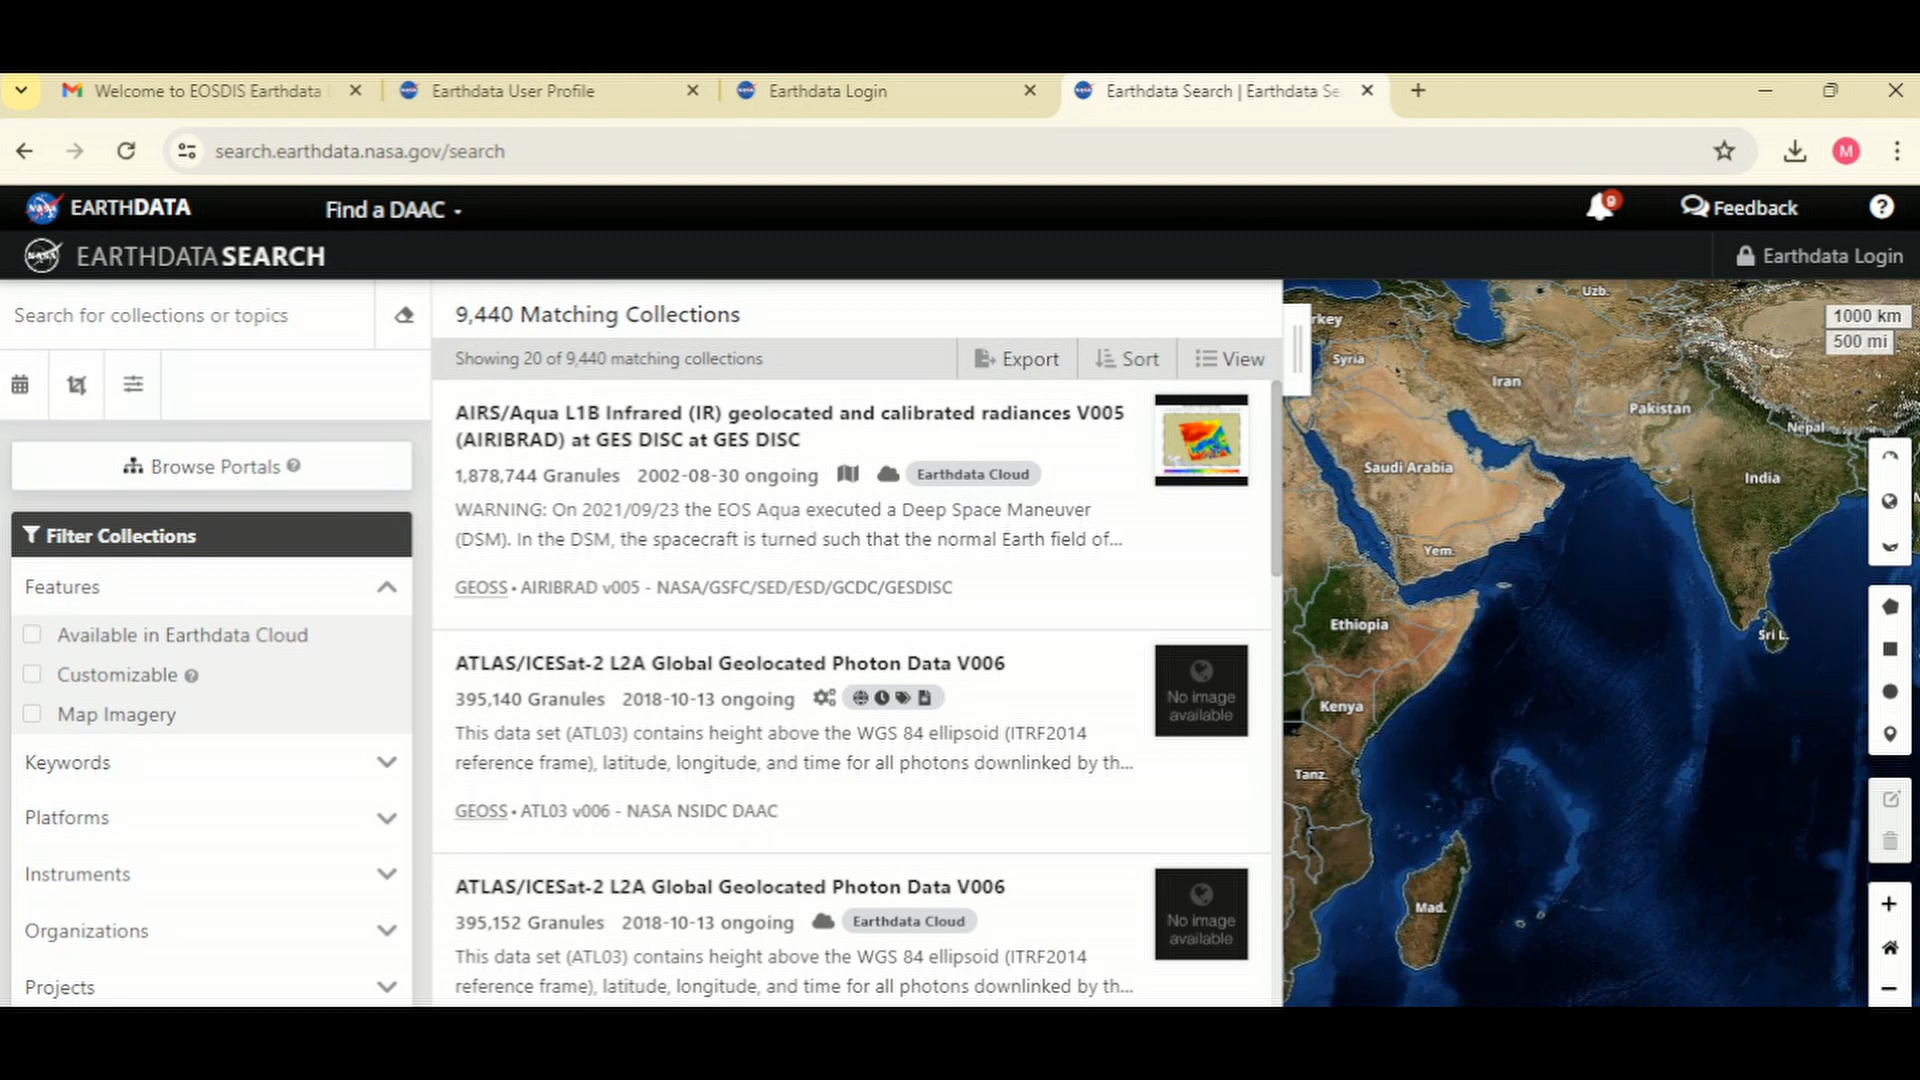 Welcome to EOSDIS Earthdata
Earthdata User Profile
Earthdata Login
Earthdata Search | Earthdata Se
search.earthdata.nasa.gov/search
M
EARTHDATA
Find a DAAC
9
Feedback
?
EARTHDATA SEARCH
Earthdata Login
Search for collections or topics
Browse Portals
Filter Collections
Features
Available in Earthdata Cloud
Customizable
Map Imagery
Keywords
Platforms
Instruments
Organizations
Projects
9,440 Matching Collections
Showing 20 of 9,440 matching collections
Export
Sort
View
AIRS/Aqua L1B Infrared (IR) geolocated and calibrated radiances V005
(AIRIBRAD) at GES DISC at GES DISC
1,878,744 Granules 2002-08-30 ongoing Earthdata Cloud
WARNING: On 2021/09/23 the EOS Aqua executed a Deep Space Maneuver
(DSM). In the DSM, the spacecraft is turned such that the normal Earth field of...
GEOSS • AIRIBRAD v005 - NASA/GSFC/SED/ESD/GCDC/GESDISC
ATLAS/ICESat-2 L2A Global Geolocated Photon Data V006
395,140 Granules 2018-10-13 ongoing
This data set (ATL03) contains height above the WGS 84 ellipsoid (ITRF2014
reference frame), latitude, longitude, and time for all photons downlinked by th...
GEOSS • ATL03 v006 - NASA NSIDC DAAC
No image
available
ATLAS/ICESat-2 L2A Global Geolocated Photon Data V006
395,152 Granules 2018-10-13 ongoing Earthdata Cloud
This data set (ATL03) contains height above the WGS 84 ellipsoid (ITRF2014
reference frame), latitude, longitude, and time for all photons downlinked by th...
No image
available
Uzb.
rkey
1000 km
500 mi
Syria
Iran
Pakistan
Nepal
Saudi Arabia
India
Yem.
Ethiopia
Sri L.
Kenya
Tanz.
Mad.